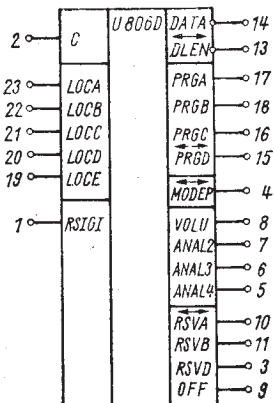 U806D
2 C DATA 14
DLEN 13
23 LOCA PRGA 17
22 LOCB PRGB 18
21 LOCC PRGC 16
20 LOCD PRGD 15
19 LOCE
MODEP 4
1 RSIGI VOLU 8
ANAL2 7
ANAL3 6
ANAL4 5
RSVA 10
RSVB 11
RSVD 3
OFF 9